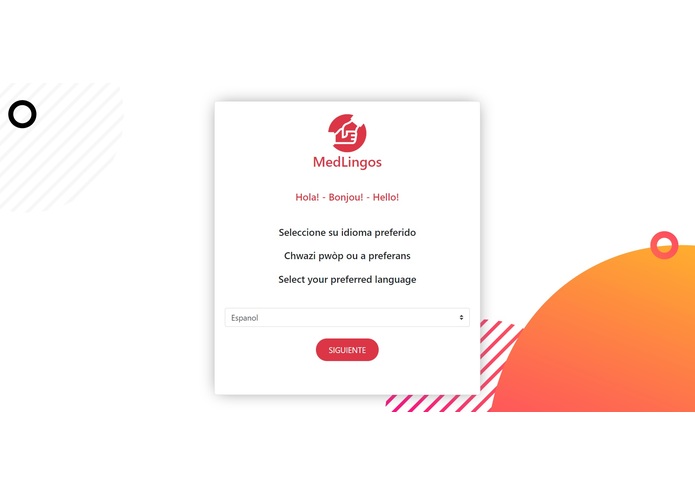 MedLingos
Hola! - Bonjou! - Hello!
Seleccione su idioma preferido
Chwazi pwòp ou a preferans
Select your preferred language
Espanol
SIGUIENTE